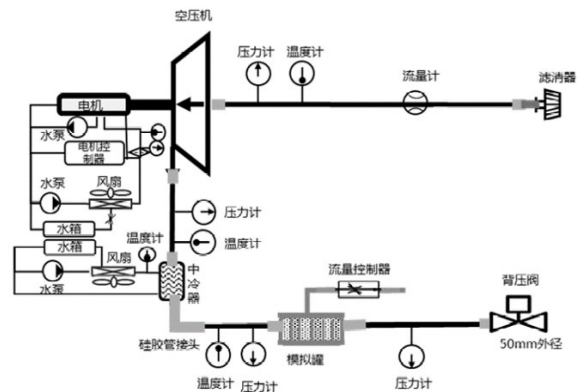 空压机
压力计
温度计
流量计
滤消器
电机
水泵
电机控
制器
水泵
风扇
水箱
压力计
温度计
水箱
风扇
温度计
水泵
中
冷
器
流量控制器
背压阀
硅胶管接头
模拟罐
50mm外径
温度计
压力计
压力计